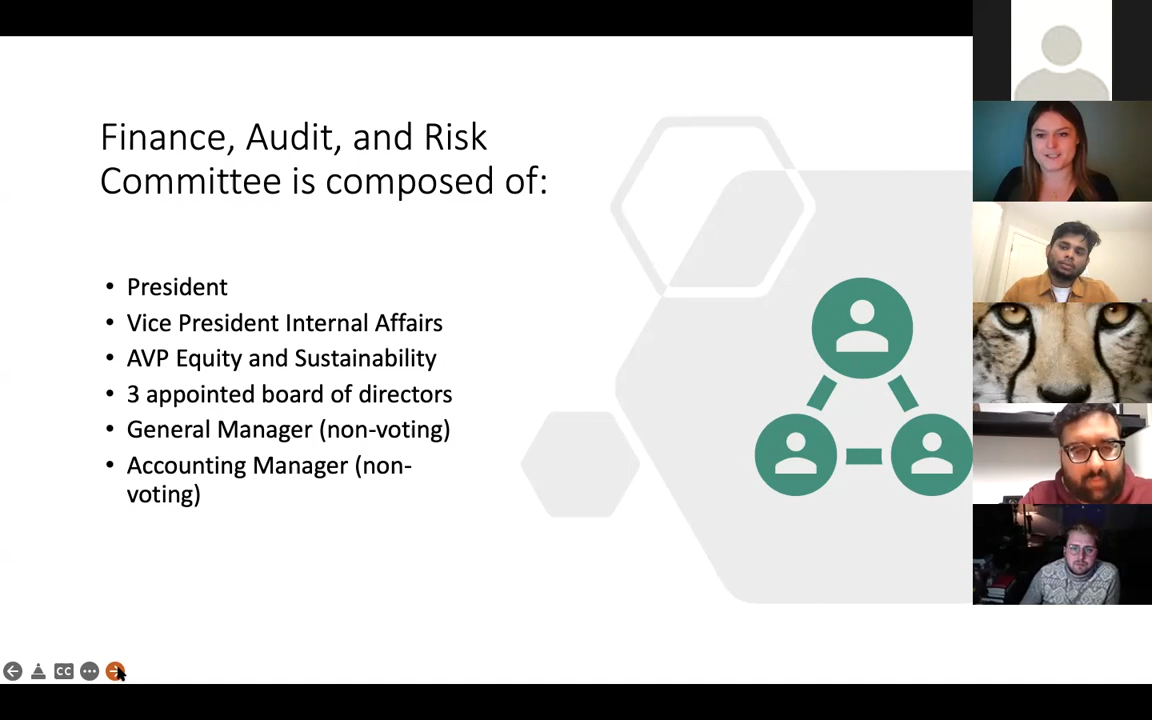 Finance, Audit, and Risk
Committee is composed of:
• President
• Vice President Internal Affairs
• AVP Equity and Sustainability
• 3 appointed board of directors
• General Manager (non-voting)
• Accounting Manager (non-
voting)
CC